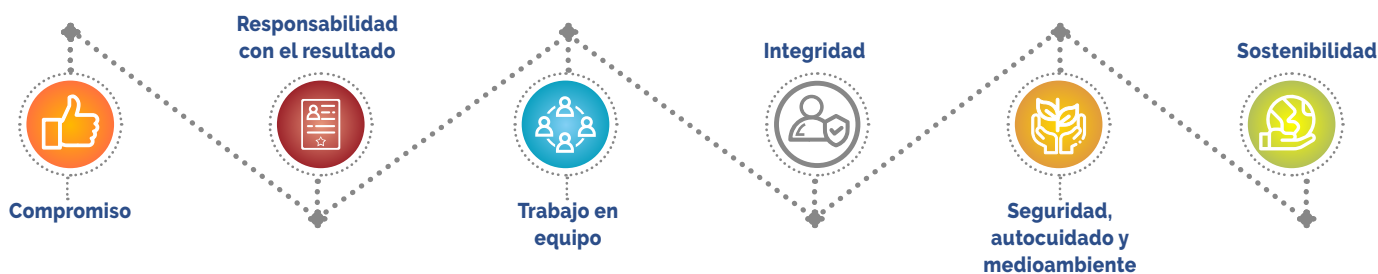 Compromiso
Responsabilidad
con el resultado
Trabajo en
equipo
Integridad
Seguridad,
autocuidado y
medioambiente
Sostenibilidad